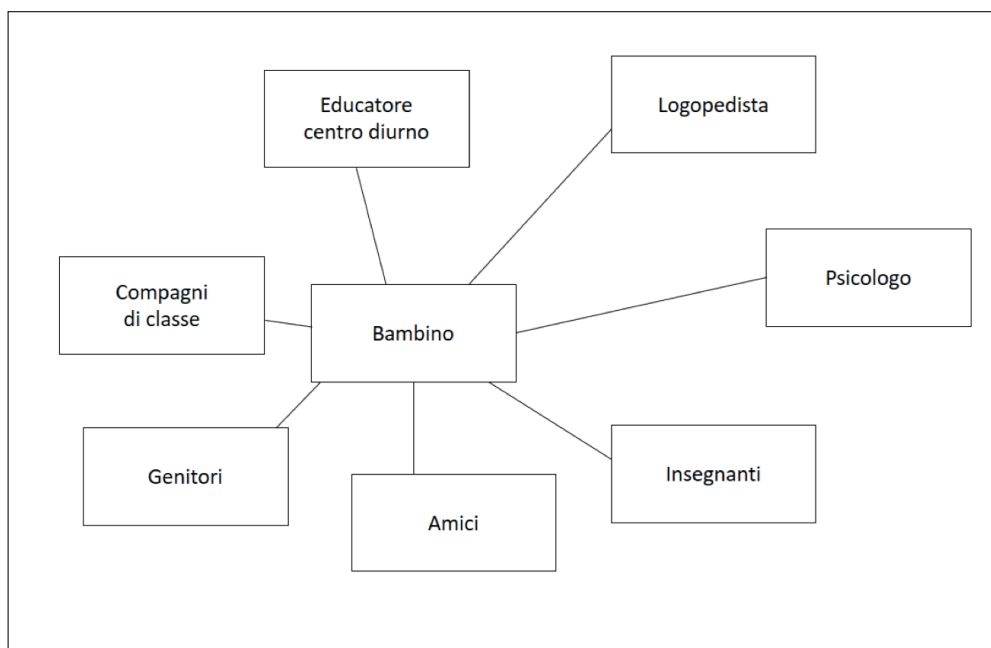 Educatore
centro diurno
Logopedista
Psicologo
Compagni
di classe
Bambino
Genitori
Insegnanti
Amici